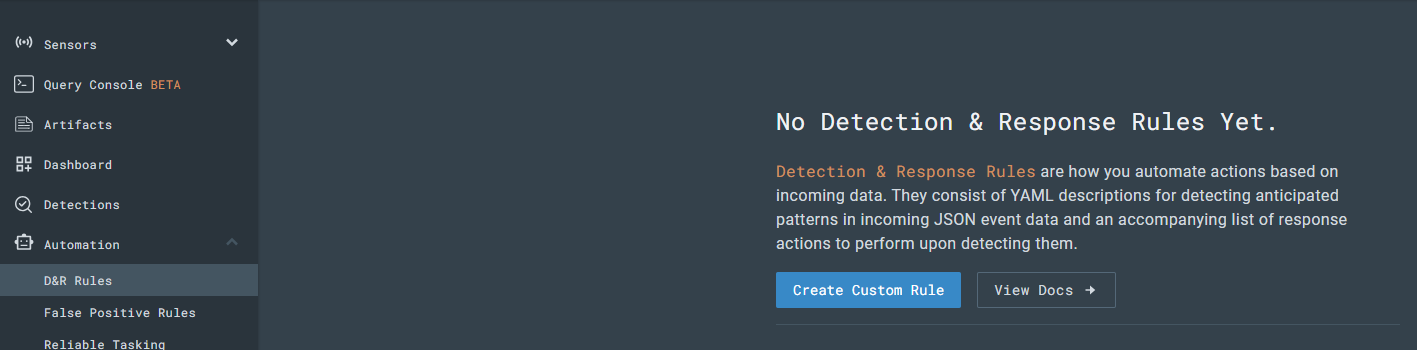 Sensors
Query Console BETA
Artifacts
Dashboard
Detections
Automation
D&R Rules
False Positive Rules
Reliable Tasking
No Detection & Response Rules Yet.
Detection & Response Rules are how you automate actions based on
incoming data. They consist of YAML descriptions for detecting anticipated
patterns in incoming JSON event data and an accompanying list of response
actions to perform upon detecting them.
Create Custom Rule
View Docs →